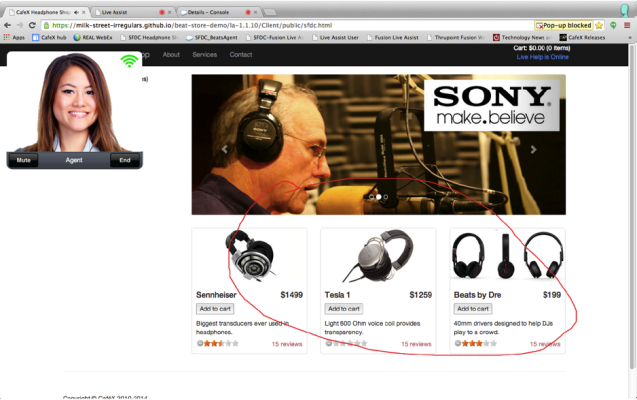 CafeX Headphone Sho
Live Assist
Details – Console
https://milk-street-irregulars.github.io/beat-store-demo/la-1.1.10/Client/public/sfdc.html
Pop-up blocked
Apps
CafeX hub
REAL WebEx
SFDC Headphone Sh
SFDC_BeatsAgent
SFDC-Fusion Live As
Live Assist User
Fusion Live Assist
Thrupoint Fusion W
Technology News a
CafeX Releases
»
op
About
Services
Contact
Cart: $0.00 (0 items)
Live Help is Online
s)
Mute
Agent
End
SONY
SONY
make.believe
Sennheiser $1499
Add to cart
Biggest transducers ever used in
headphones.
15 reviews
Tesla 1 $1259
Add to cart
Light 600 Ohm voice coil provides
transparency.
15 reviews
Beats by Dre $199
Add to cart
40mm drivers designed to help DJs
play to a crowd.
15 reviews
Copyright © CafeX 2010-2014